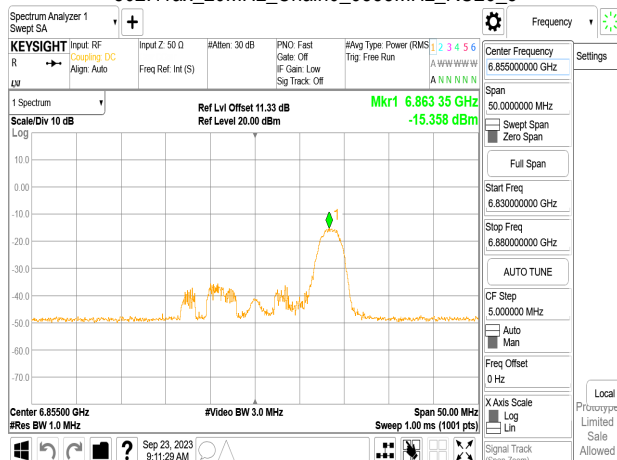 Spectrum Analyzer 1
Swept SA
+
Frequency
KEYSIGHT
R
Input: RF
Coupling: DC
Align: Auto
Input Z: 50 Ω
Freq Ref: Int (S)
#Atten: 30 dB
PNO: Fast
Gate: Off
IF Gain: Low
Sig Track: Off
#Avg Type: Power (RMS
Trig: Free Run
1 2 3 4 5 6
A W W W W W
A N N N N N
1 Spectrum
Scale/Div 10 dB
Log
Ref Lvl Offset 11.33 dB
Ref Level 20.00 dBm
Mkr1 6.863 35 GHz
-15.358 dBm
1
10.0
0.00
-10.0
-20.0
-30.0
-40.0
-50.0
-60.0
-70.0
Center 6.85500 GHz
#Res BW 1.0 MHz
#Video BW 3.0 MHz
Span 50.00 MHz
Sweep 1.00 ms (1001 pts)
Sep 23, 2023
9:11:29 AM
?
Center Frequency
6.855000000 GHz
Span
50.0000000 MHz
Swept Span
Zero Span
Full Span
Start Freq
6.830000000 GHz
Stop Freq
6.880000000 GHz
AUTO TUNE
CF Step
5.000000 MHz
Auto
Man
Freq Offset
0 Hz
X Axis Scale
Log
Lin
Signal Track
Settings
Local
Prototype
Limited
Sale
Allowed